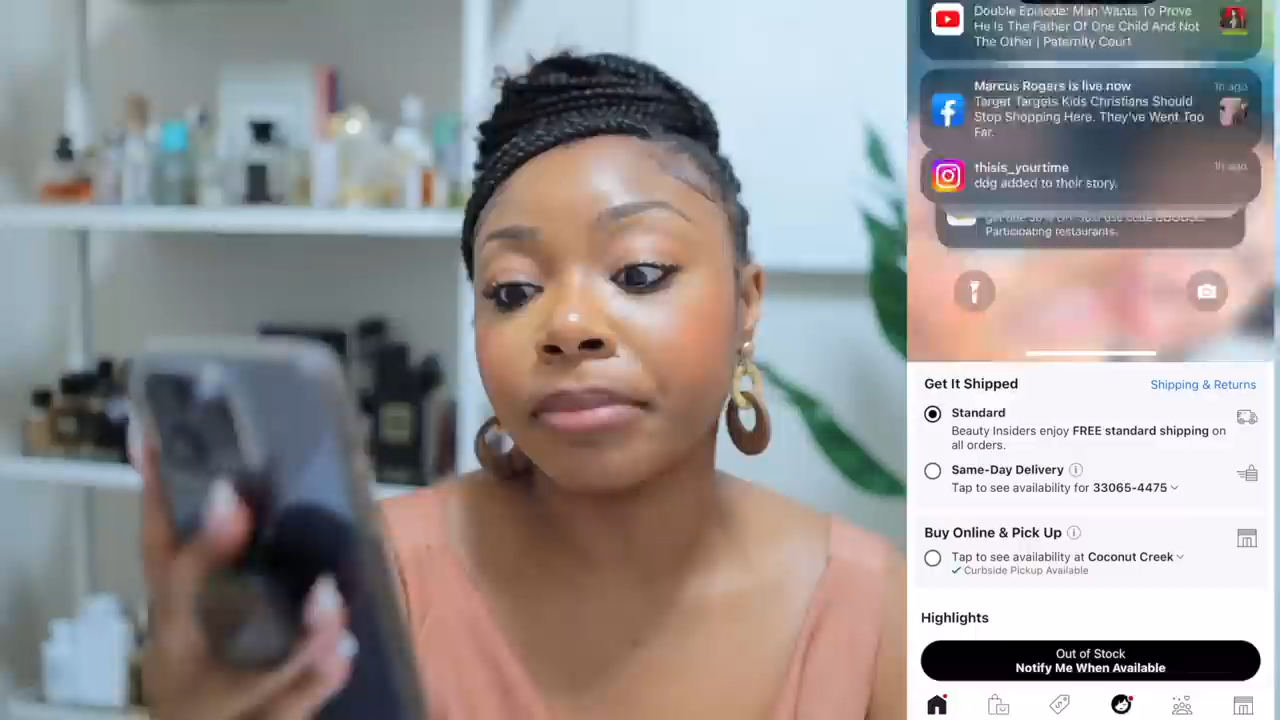 Double Episode: Man Wants To Prove
He Is The Father Of One Child And Not
The Other | Paternity Court
Marcus Rogers is live now
1h ago
Target Targets Kids Christians Should
Stop Shopping Here. They've Went Too
Far.
thisis_yourtime
1h ago
ddg added to their story.
Participating restaurants.
Get It Shipped
Shipping & Returns
Standard
Beauty Insiders enjoy FREE standard shipping on
all orders.
Same-Day Delivery
Tap to see availability for 33065-4475
Buy Online & Pick Up
Tap to see availability at Coconut Creek
Curbside Pickup Available
Highlights
Out of Stock
Notify Me When Available